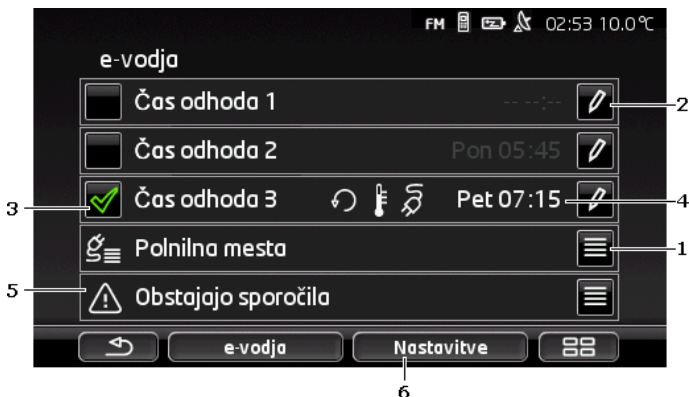 FM 02:53 10.0°C
e-vodja
Čas odhoda 1 -- --:-- 2
Čas odhoda 2 Pon 05:45
3 Čas odhoda 3 Pet 07:15 4
Polnilna mesta 1
5 Obstajajo sporočila
e-vodja Nastavitve
6